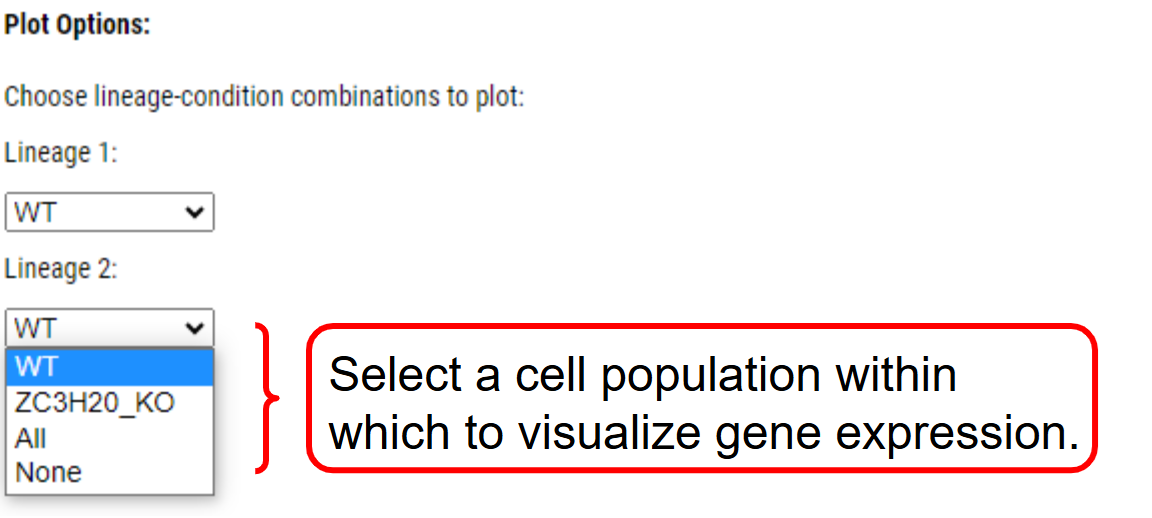 Plot Options:
Choose lineage-condition combinations to plot:
Lineage 1:
WT
Lineage 2:
WT
WT
ZC3H20_KO
All
None
Select a cell population within
which to visualize gene expression.